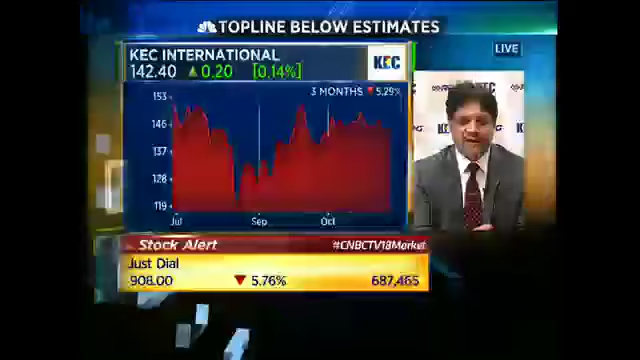 TOPLINE BELOW ESTIMATES
LIVE
KEC INTERNATIONAL
142.40 ▲ 0.20 [0.14%]
KEC
3 MONTHS ▼ 5.29%
153
146
137
128
119
Jul
Sep
Oct
KEC
Stock Alert
#CNBCTV18Market
Just Dial
908.00 ▼ 5.76% 687,465